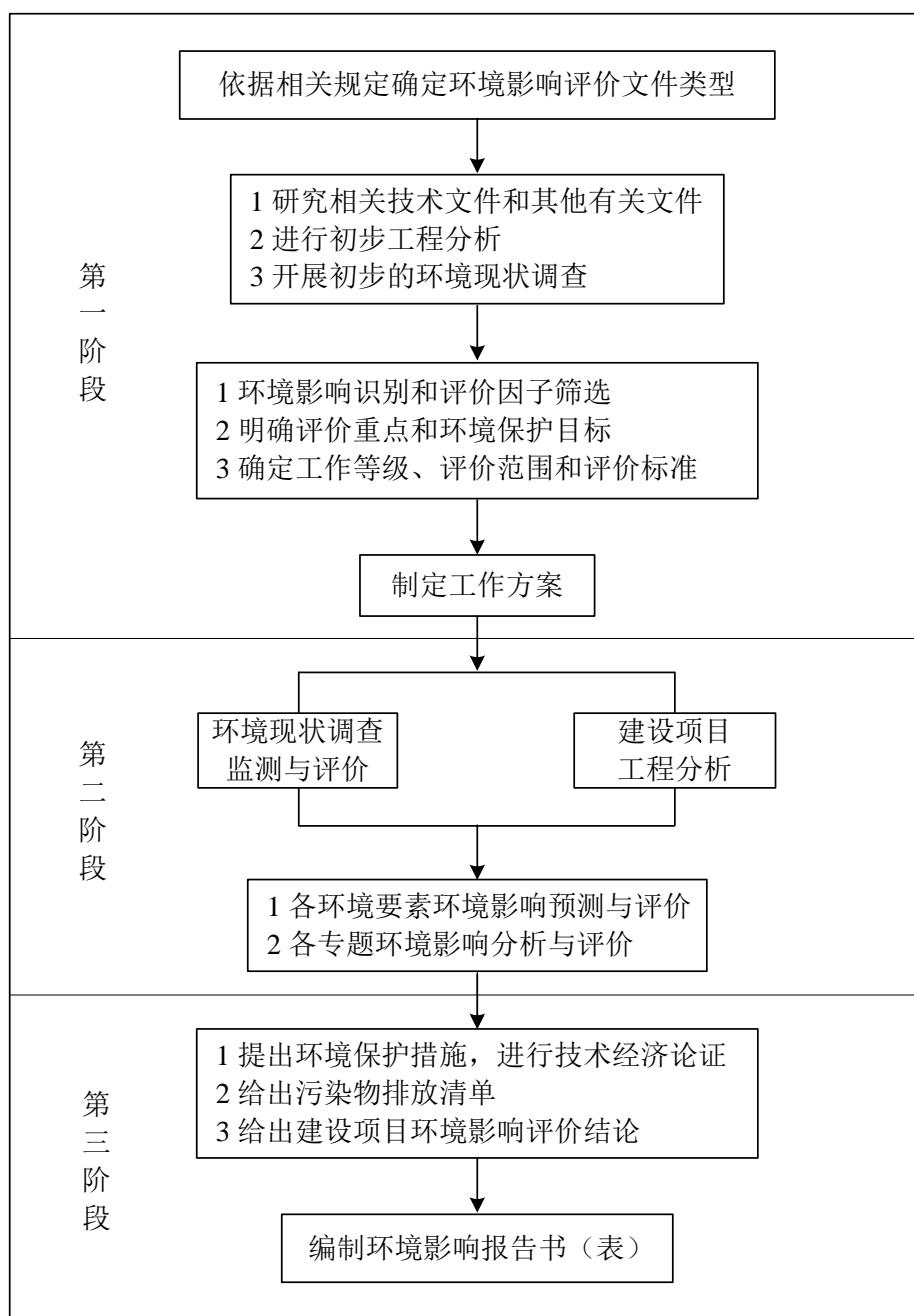 依据相关规定确定环境影响评价文件类型
1 研究相关技术文件和其他有关文件
2 进行初步工程分析
3 开展初步的环境现状调查
第一阶段
1 环境影响识别和评价因子筛选
2 明确评价重点和环境保护目标
3 确定工作等级、评价范围和评价标准
制定工作方案
第二阶段
环境现状调查
监测与评价
建设项目
工程分析
1 各环境要素环境影响预测与评价
2 各专题环境影响分析与评价
第三阶段
1 提出环境保护措施，进行技术经济论证
2 给出污染物排放清单
3 给出建设项目环境影响评价结论
编制环境影响报告书（表）